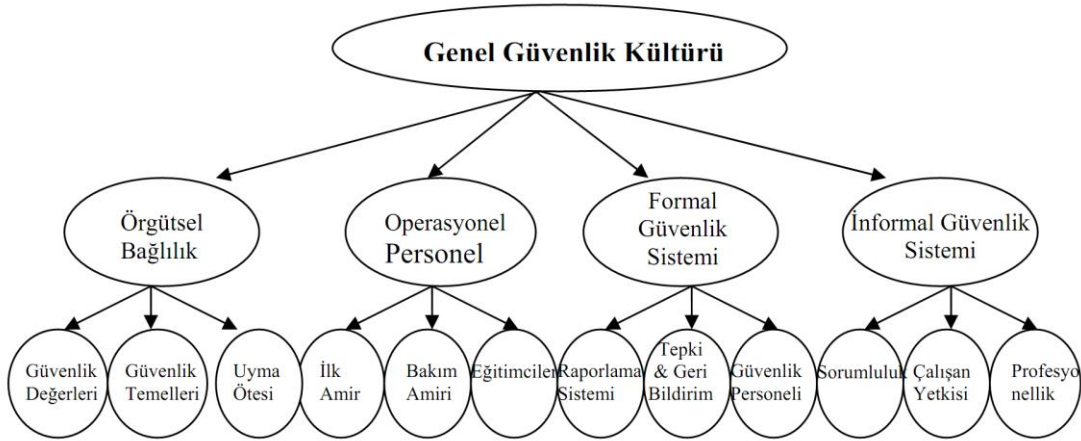 Genel Güvenlik Kültürü
Örgütsel
Bağlılık
Operasyonel
Personel
Formal
Güvenlik
Sistemi
İnformal Güvenlik
Sistemi
Güvenlik
Değerleri
Güvenlik
Temelleri
Uyma
Ötesi
İlk
Amir
Bakım
Amiri
Eğitimciler
Raporlama
Sistemi
Tepki
& Geri
Bildirim
Güvenlik
Personeli
Sorumluluk
Çalışan
Yetkisi
Profesyo
nellik